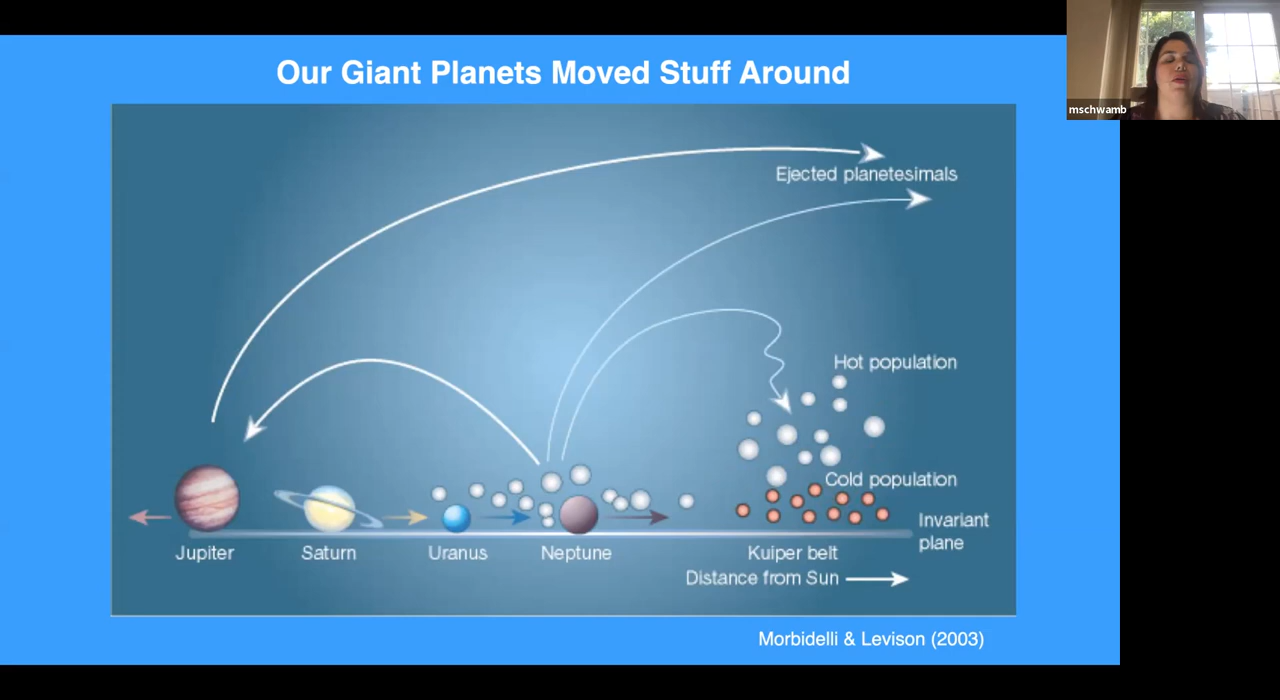 Our Giant Planets Moved Stuff Around
mschwamb
Ejected planetesimals
Hot population
Cold population
Invariant
plane
Jupiter
Saturn
Uranus
Neptune
Kuiper belt
Distance from Sun
Morbidelli & Levison (2003)